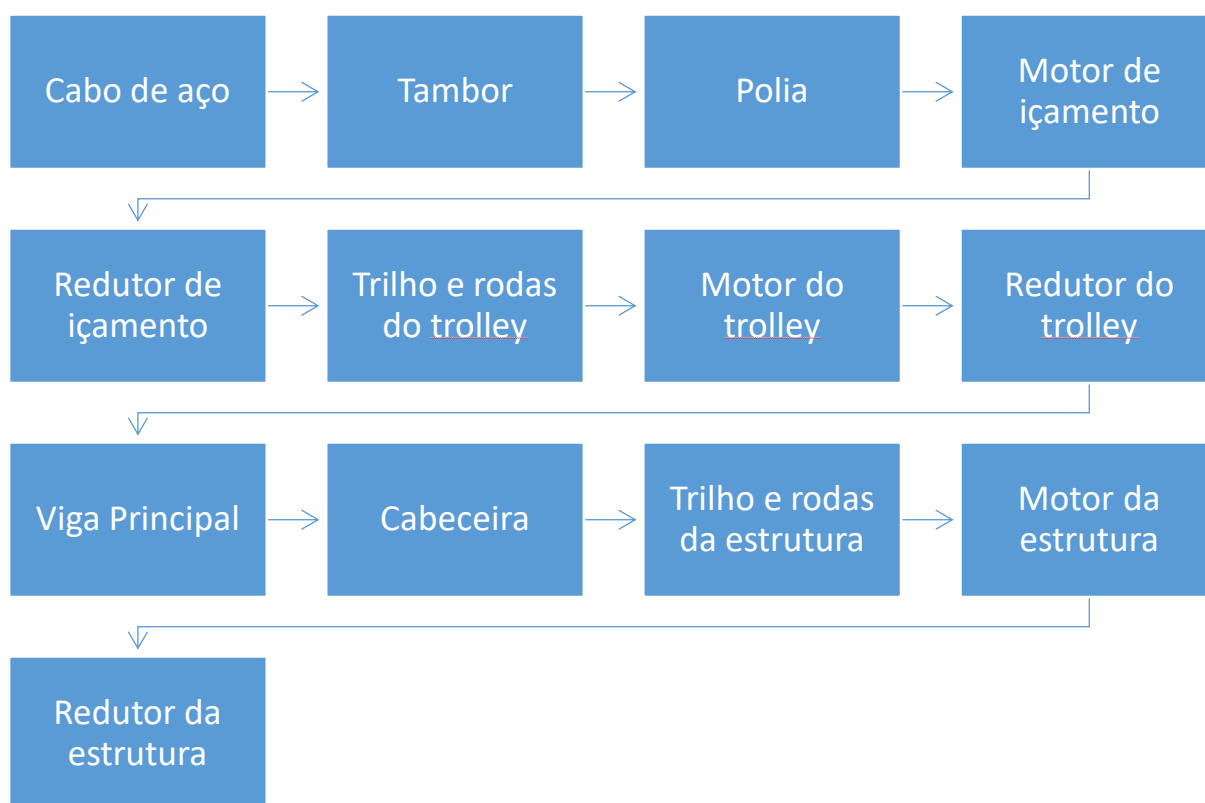 Cabo de aço
Tambor
Polia
Motor de
içamento
Redutor de
içamento
Trilho e rodas
do trolley
Motor do
trolley
Redutor do
trolley
Viga Principal
Cabeceira
Trilho e rodas
da estrutura
Motor da
estrutura
Redutor da
estrutura